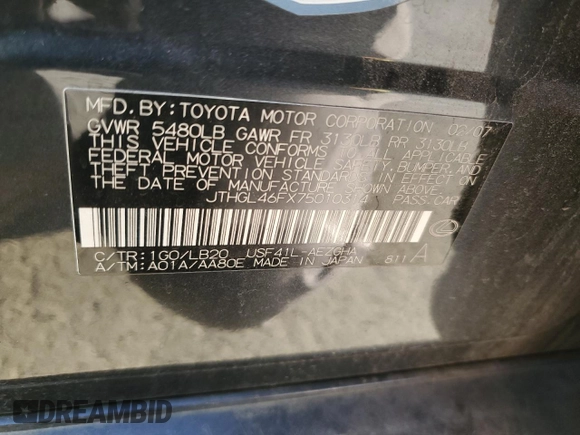 MFD. BY: TOYOTA MOTOR CORPORATION 02/07
GVWR 5480LB GAWR FR 3130LB RR 3130LB
THIS VEHICLE CONFORMS TO ALL APPLICABLE
FEDERAL MOTOR VEHICLE SAFETY, BUMPER, AND
THEFT PREVENTION STANDARDS IN EFFECT ON
THE DATE OF MANUFACTURE SHOWN ABOVE.
JTHGL46FX75010314 PASS.CAR
C/TR: 1G0/LB20 USF41L-AEZGHA
A/TM: A01A/AA80E MADE IN JAPAN 811 A
DREAMBID